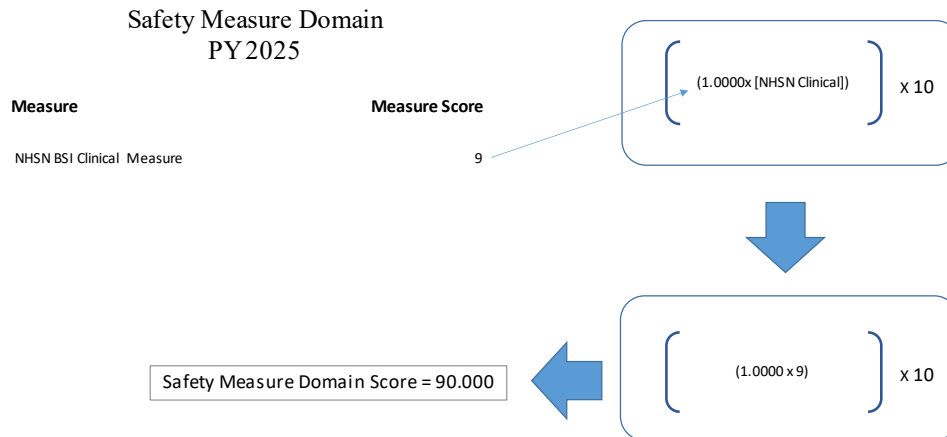 Safety Measure Domain
PY 2025
Measure
Measure Score
(1.0000x [NHSN Clinical])
X 10
NHSN BSI Clinical Measure
9
Safety Measure Domain Score = 90.000
(1.0000 x 9)
X 10